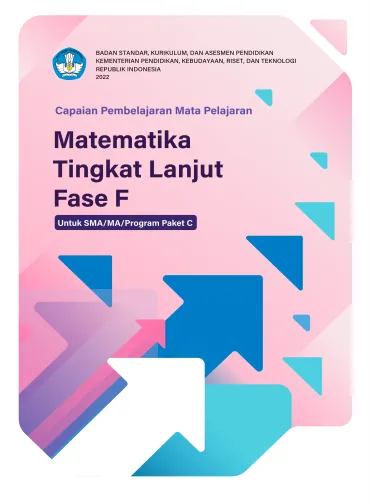 BADAN STANDAR, KURIKULUM, DAN ASESMEN PENDIDIKAN
KEMENTERIAN PENDIDIKAN, KEBUDAYAAN, RISET, DAN TEKNOLOGI
REPUBLIK INDONESIA
2022
Capaian Pembelajaran Mata Pelajaran
Matematika
Tingkat Lanjut
Fase F
Untuk SMA/MA/Program Paket C